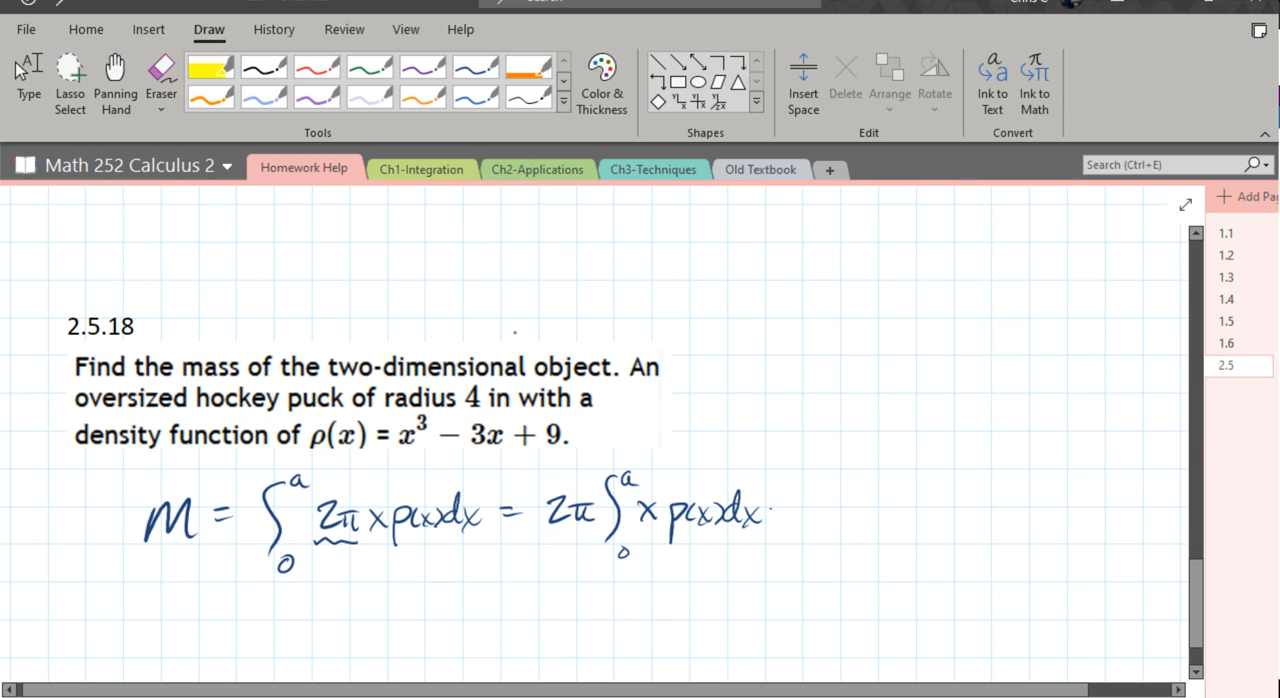 File Home Insert Draw History Review View Help
Type Lasso Select Panning Hand Eraser Color & Thickness Insert Space Delete Arrange Rotate Ink to Text Ink to Math
Tools Shapes Edit Convert
Math 252 Calculus 2 Homework Help Ch1-Integration Ch2-Applications Ch3-Techniques Old Textbook + Search (Ctrl+E)
+ Add Pag
1.1
1.2
1.3
1.4
1.5
1.6
2.5
2.5.18
Find the mass of the two-dimensional object. An
oversized hockey puck of radius 4 in with a
density function of ρ(x) = x³ − 3x + 9.
M = ∫₀ᵃ 2π x ρ(x)dx = 2π ∫₀ᵃ x ρ(x)dx